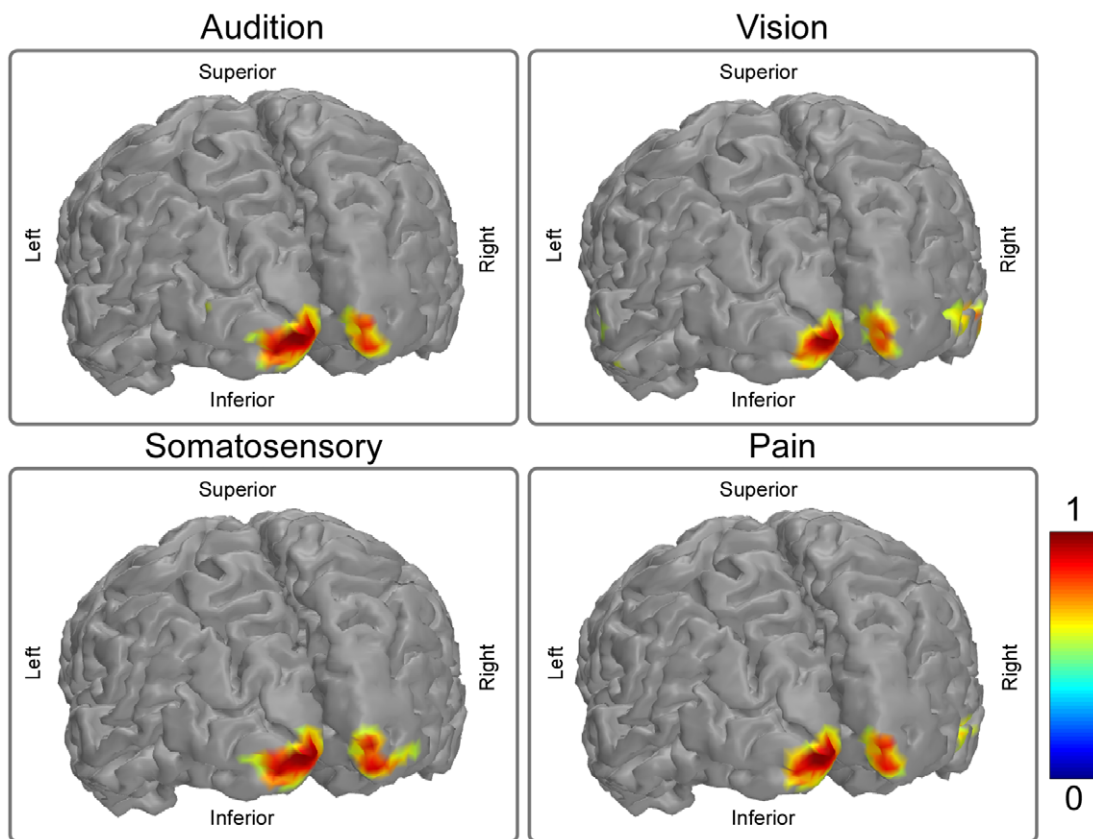 Audition
Superior
Left
Right
Inferior
Vision
Superior
Left
Right
Inferior
Somatosensory
Superior
Left
Right
Inferior
Pain
Superior
Left
Right
Inferior
1
0